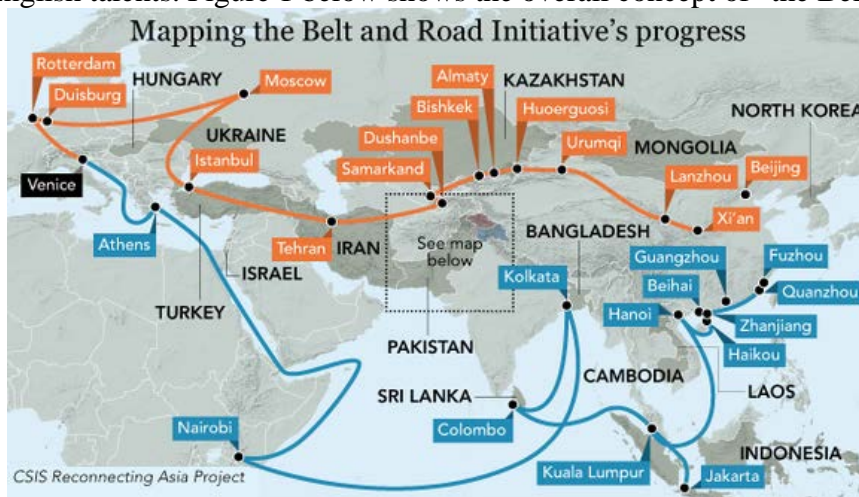 Mapping the Belt and Road Initiative's progress
Rotterdam
Duisburg
HUNGARY
Moscow
Almaty
KAZAKHSTAN
Bishkek
Huoerguosi
NORTH KOREA
UKRAINE
Dushanbe
Urumqi
MONGOLIA
Istanbul
Samarkand
Lanzhou
Beijing
Venice
Athens
Tehran
IRAN
See map
below
BANGLADESH
Xi'an
ISRAEL
Kolkata
Guangzhou
Fuzhou
Beihai
Quanzhou
TURKEY
Hanoi
Zhanjiang
PAKISTAN
Haikou
CAMBODIA
SRI LANKA
LAOS
Nairobi
Colombo
INDONESIA
CSIS Reconnecting Asia Project
Kuala Lumpur
Jakarta